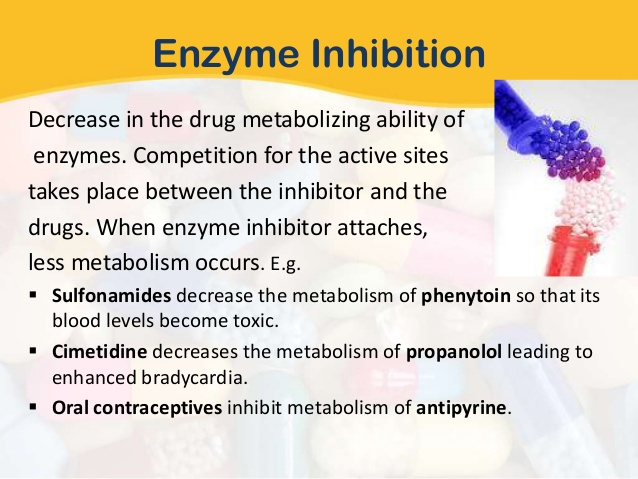 Enzyme Inhibition
Decrease in the drug metabolizing ability of
enzymes. Competition for the active sites
takes place between the inhibitor and the
drugs. When enzyme inhibitor attaches,
less metabolism occurs. E.g.
▪ Sulfonamides decrease the metabolism of phenytoin so that its
blood levels become toxic.
▪ Cimetidine decreases the metabolism of propanolol leading to
enhanced bradycardia.
▪ Oral contraceptives inhibit metabolism of antipyrine.